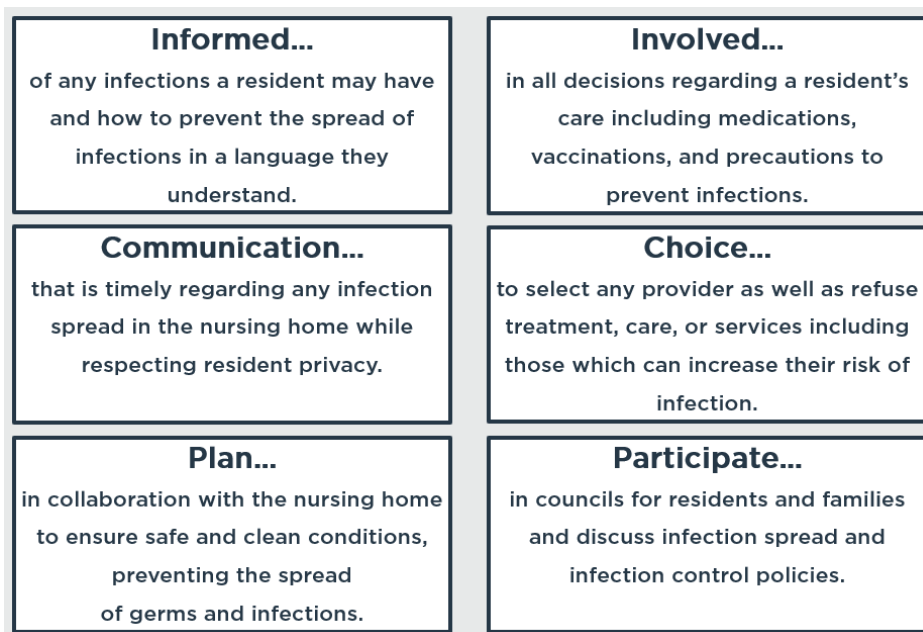 Informed...
of any infections a resident may have
and how to prevent the spread of
infections in a language they
understand.
Involved...
in all decisions regarding a resident’s
care including medications,
vaccinations, and precautions to
prevent infections.
Communication...
that is timely regarding any infection
spread in the nursing home while
respecting resident privacy.
Choice...
to select any provider as well as refuse
treatment, care, or services including
those which can increase their risk of
infection.
Plan...
in collaboration with the nursing home
to ensure safe and clean conditions,
preventing the spread
of germs and infections.
Participate...
in councils for residents and families
and discuss infection spread and
infection control policies.